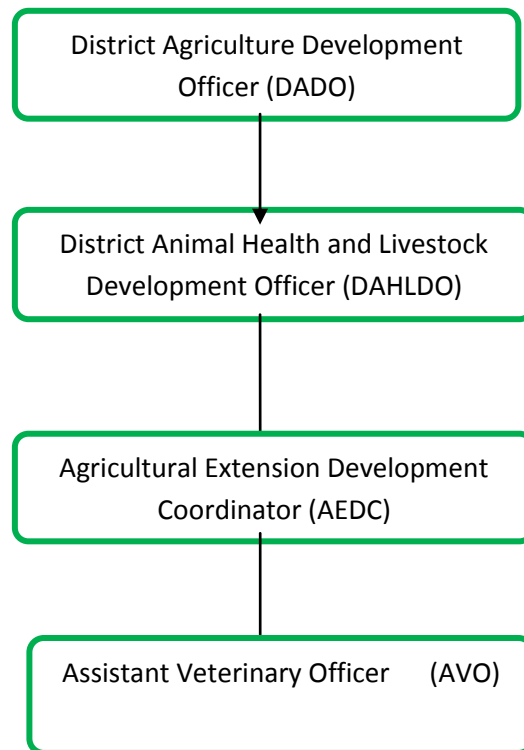 District Agriculture Development
Officer (DADO)
District Animal Health and Livestock
Development Officer (DAHLDO)
Agricultural Extension Development
Coordinator (AEDC)
Assistant Veterinary Officer (AVO)